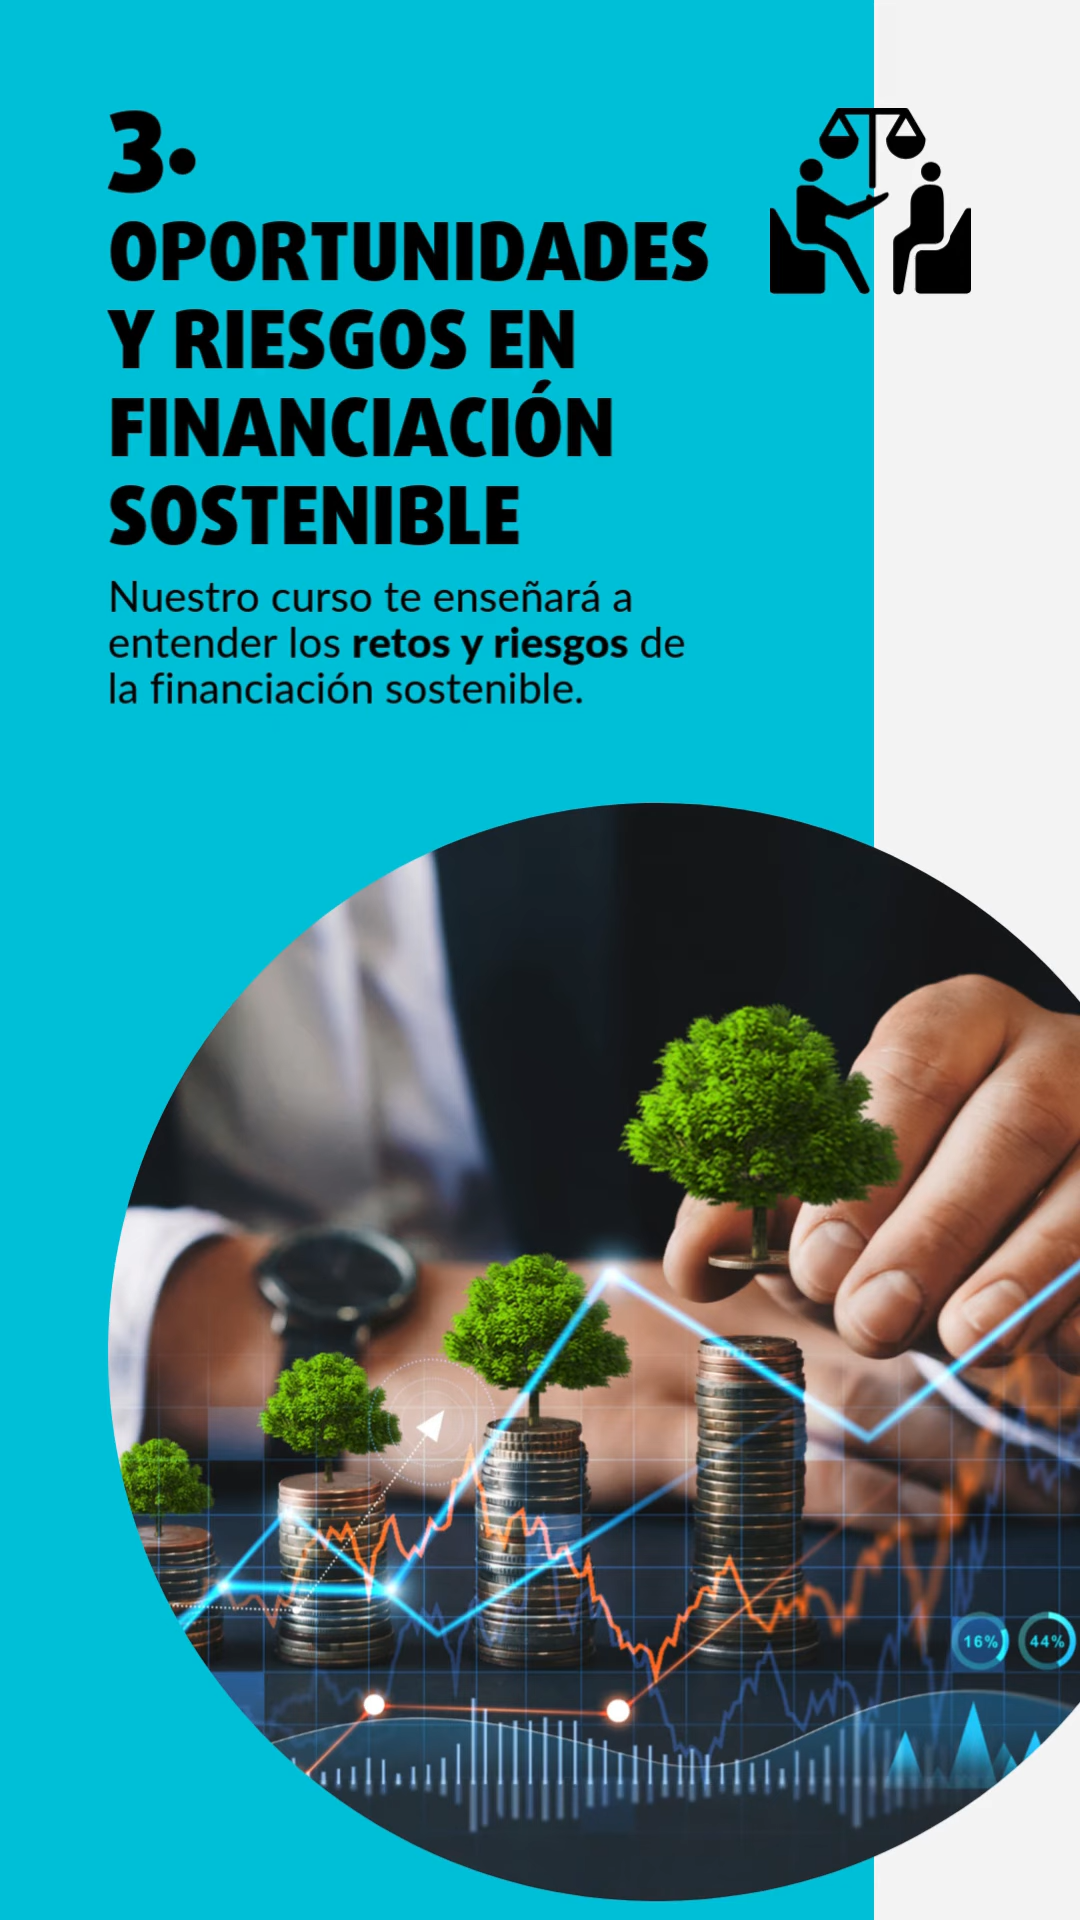 3.
OPORTUNIDADES
Y RIESGOS EN
FINANCIACIÓN
SOSTENIBLE
Nuestro curso te enseñará a
entender los retos y riesgos de
la financiación sostenible.
16% 44%